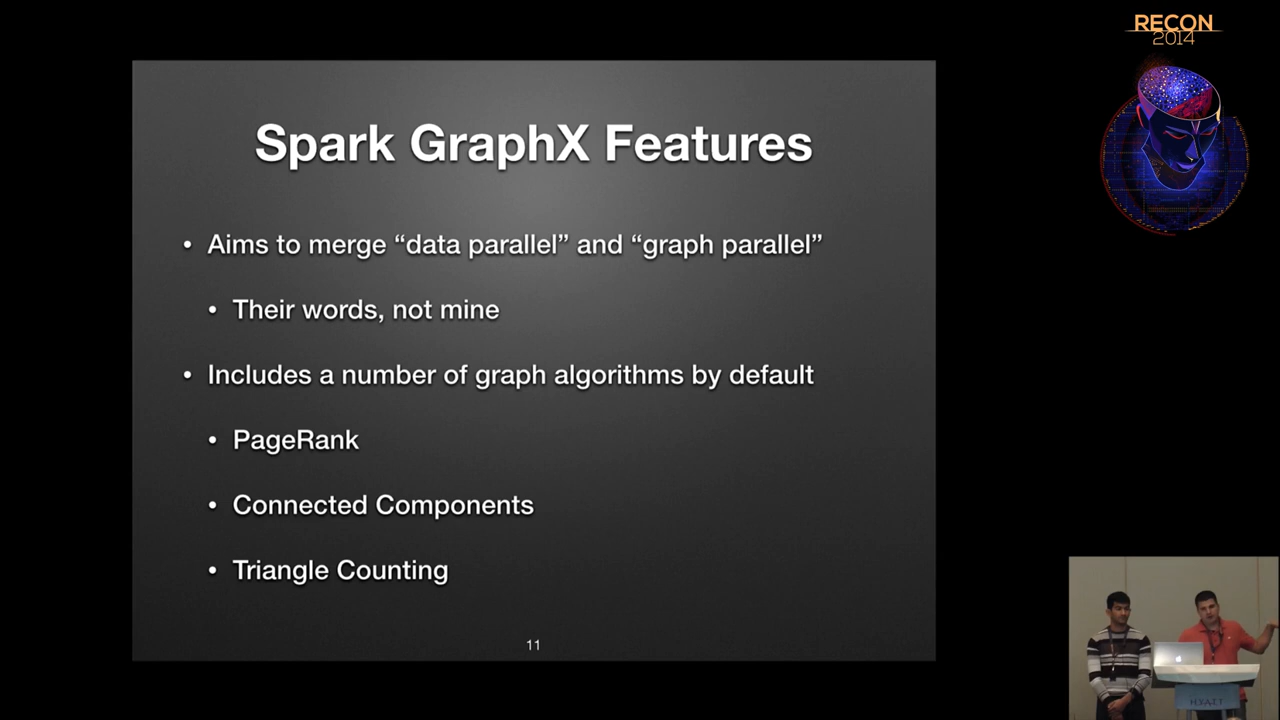 RECON
2014
Spark GraphX Features
• Aims to merge “data parallel” and “graph parallel”
• Their words, not mine
• Includes a number of graph algorithms by default
• PageRank
• Connected Components
• Triangle Counting
11
HYATT